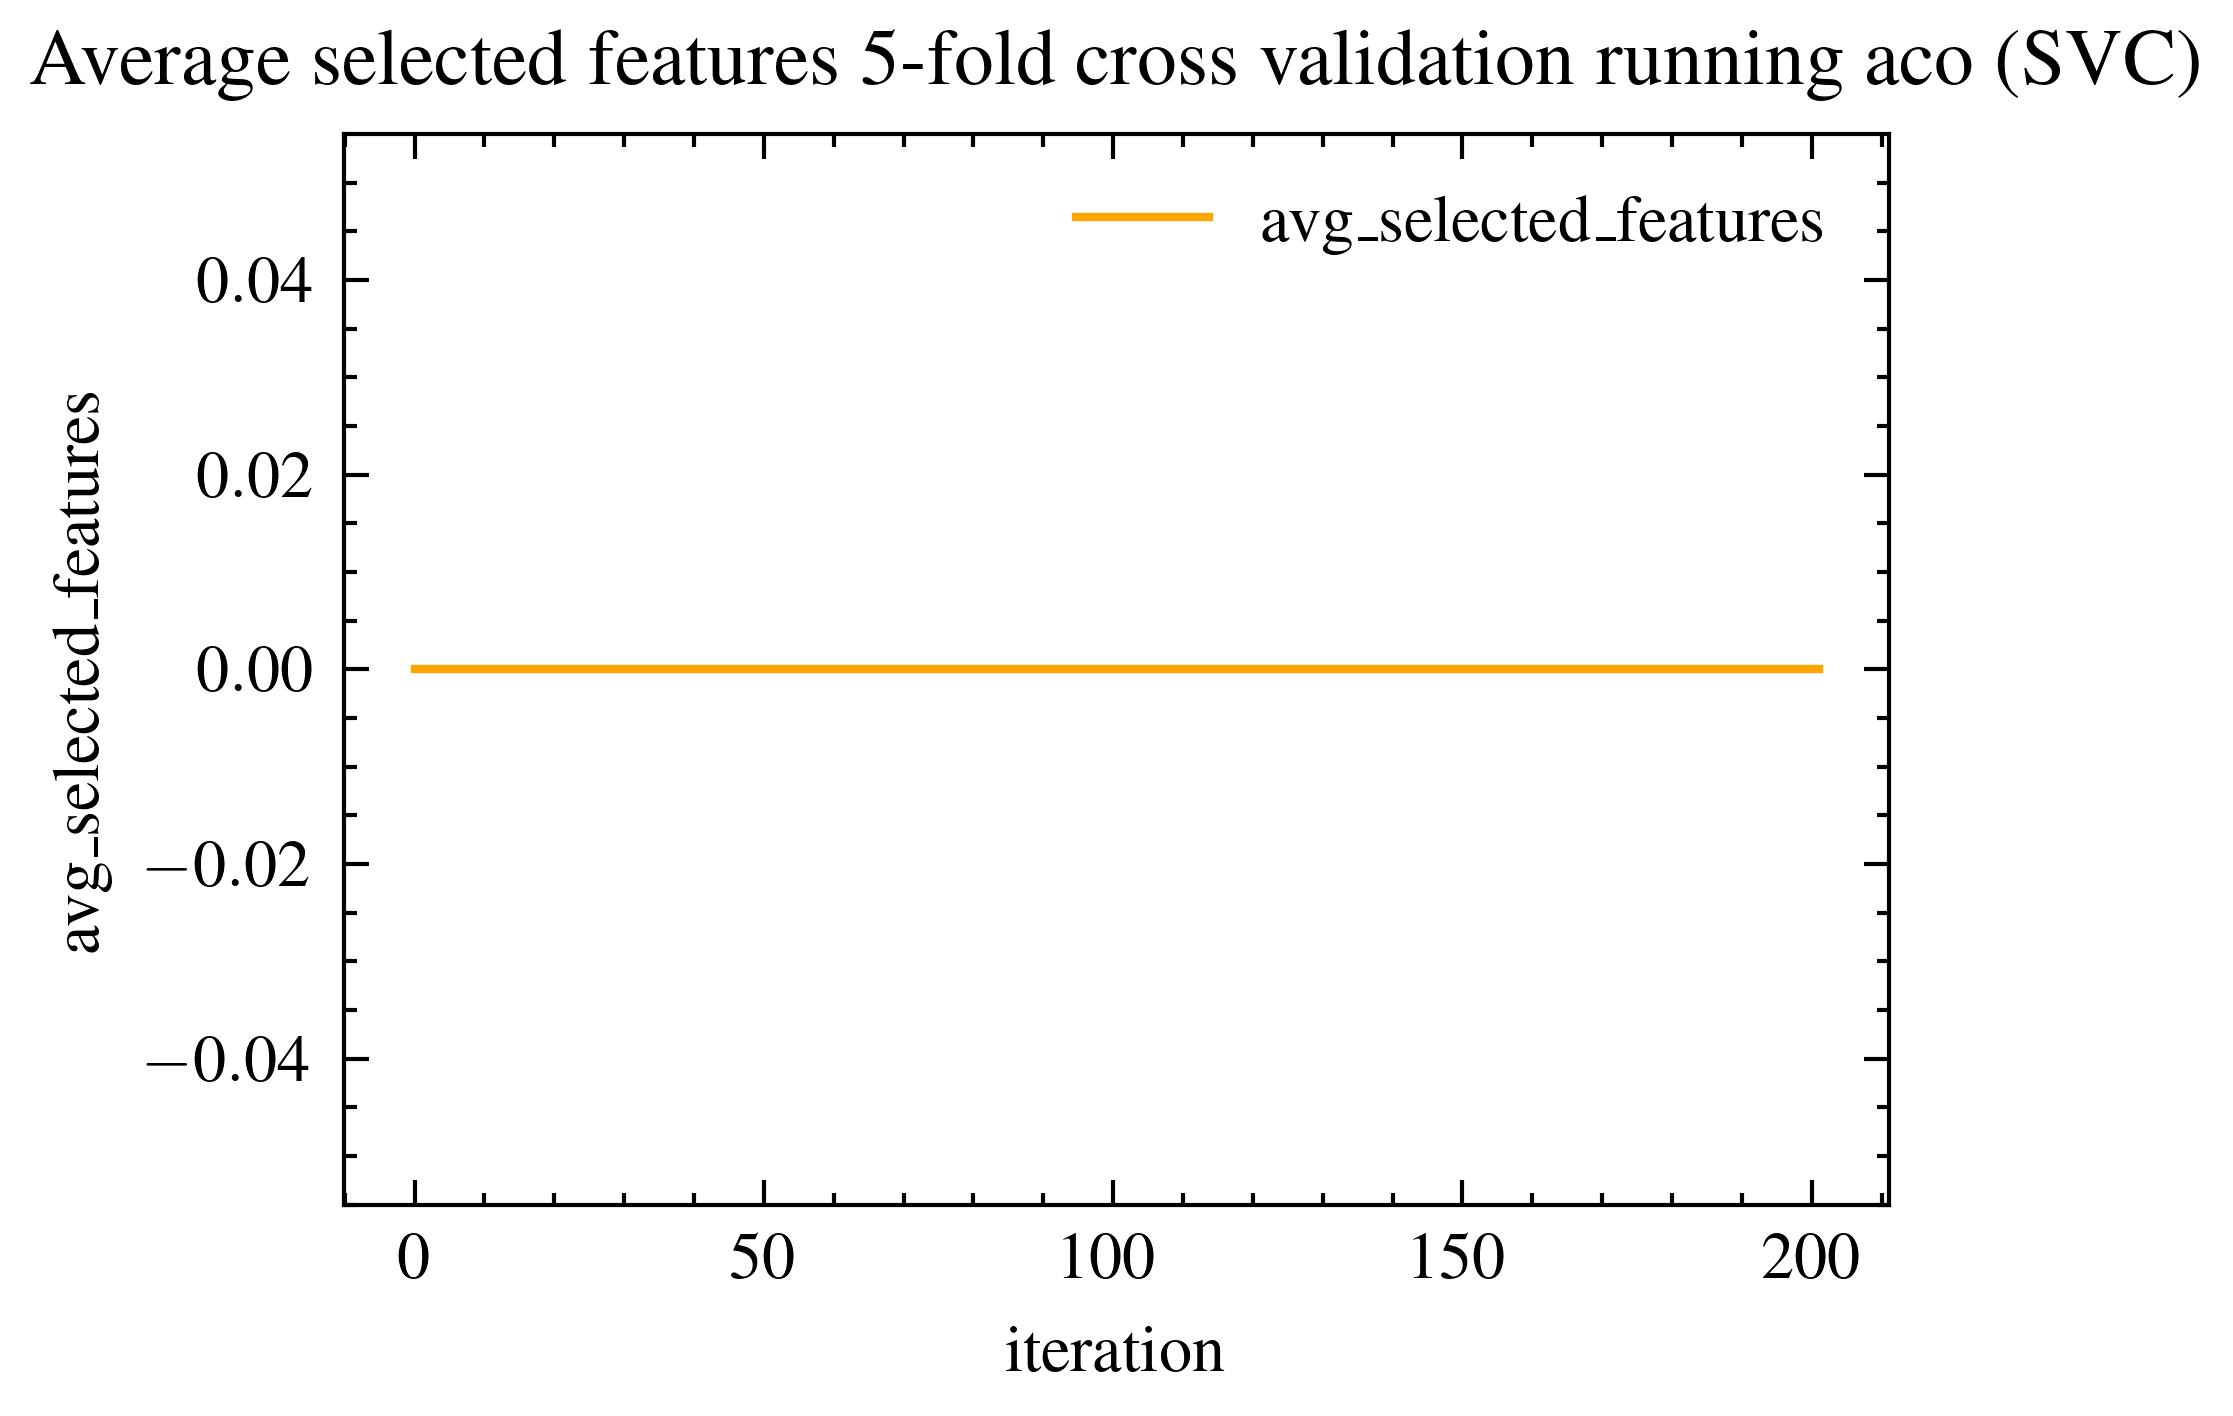 Average selected features 5-fold cross validation running aco (SVC)
avg_selected_features
avg_selected_features
0.04
0.02
0.00
−0.02
−0.04
0 50 100 150 200
iteration